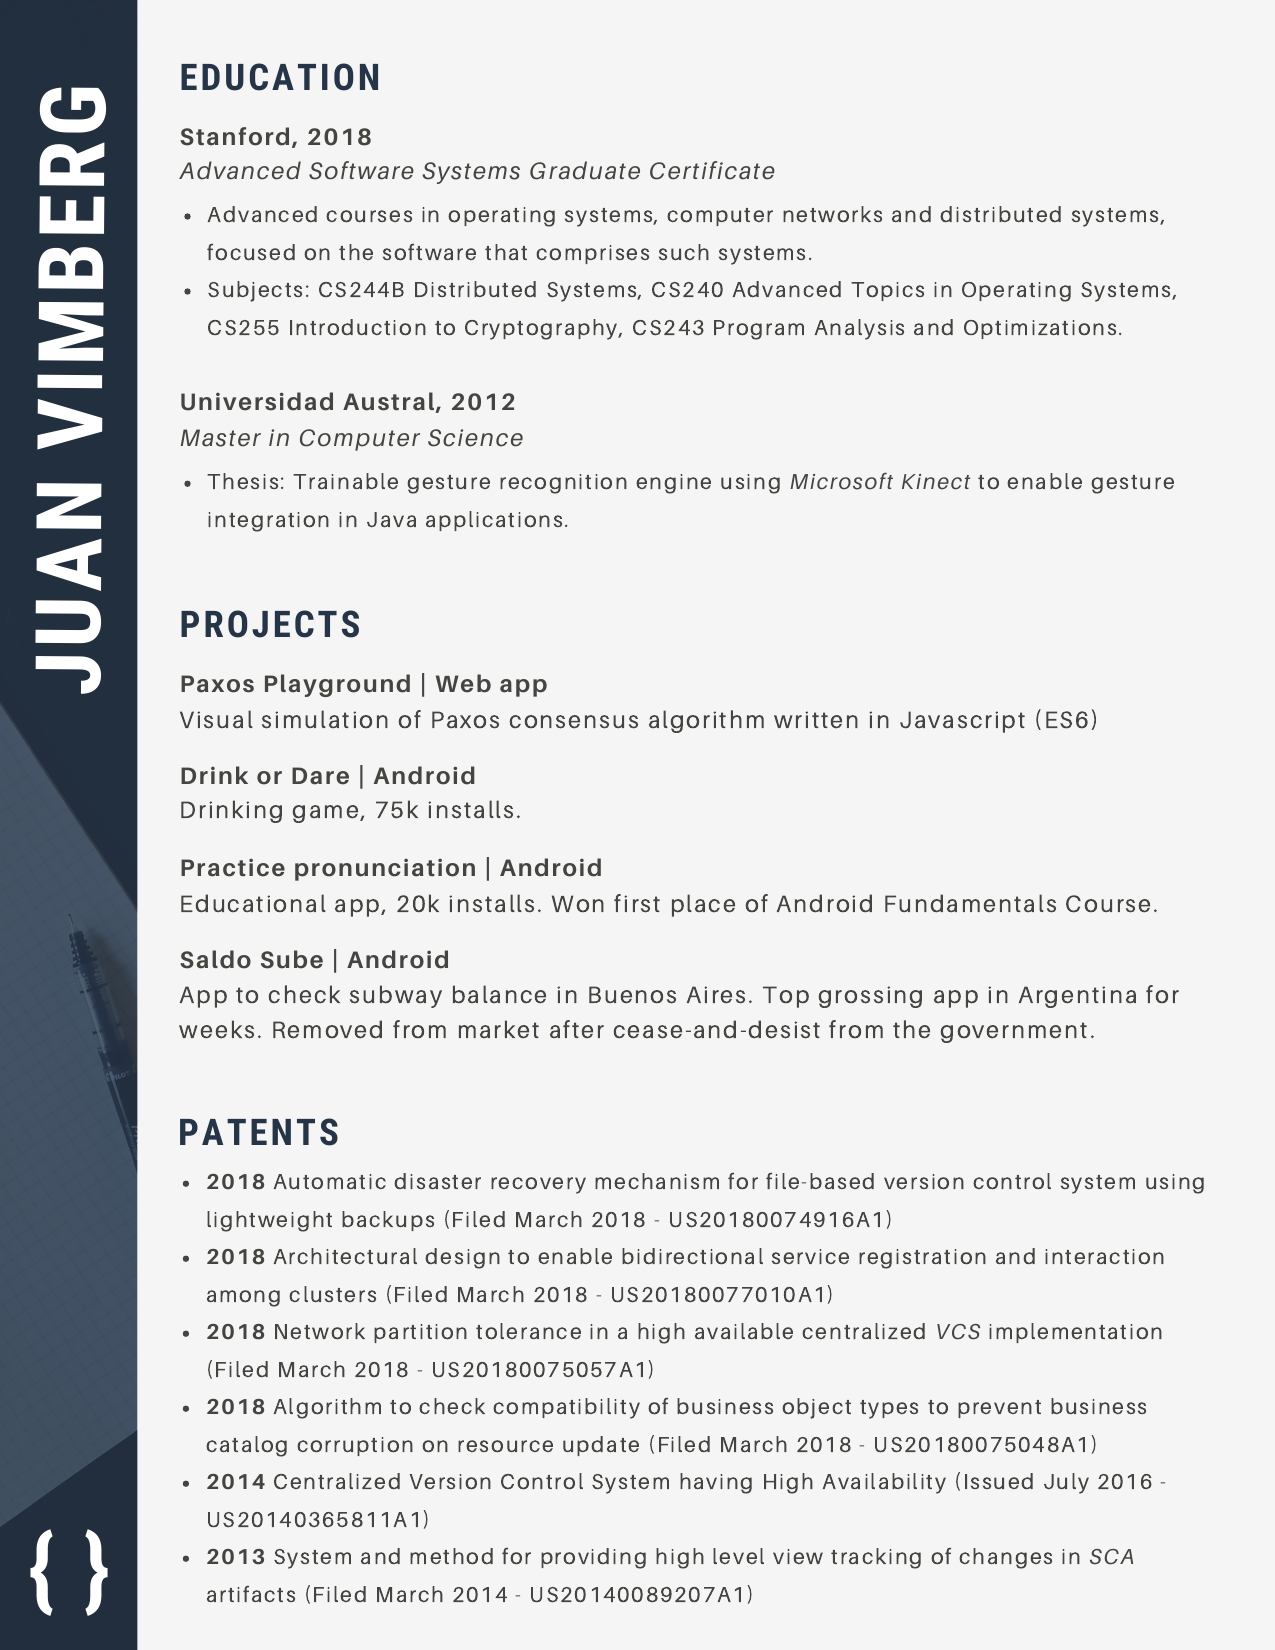 JUAN VIMBERG
EDUCATION
Stanford, 2018
Advanced Software Systems Graduate Certificate
• Advanced courses in operating systems, computer networks and distributed systems,
focused on the software that comprises such systems.
• Subjects: CS244B Distributed Systems, CS240 Advanced Topics in Operating Systems,
CS255 Introduction to Cryptography, CS243 Program Analysis and Optimizations.
Universidad Austral, 2012
Master in Computer Science
• Thesis: Trainable gesture recognition engine using Microsoft Kinect to enable gesture
integration in Java applications.
PROJECTS
Paxos Playground | Web app
Visual simulation of Paxos consensus algorithm written in Javascript (ES6)
Drink or Dare | Android
Drinking game, 75k installs.
Practice pronunciation | Android
Educational app, 20k installs. Won first place of Android Fundamentals Course.
Saldo Sube | Android
App to check subway balance in Buenos Aires. Top grossing app in Argentina for
weeks. Removed from market after cease-and-desist from the government.
PATENTS
• 2018 Automatic disaster recovery mechanism for file-based version control system using
lightweight backups (Filed March 2018 - US20180074916A1)
• 2018 Architectural design to enable bidirectional service registration and interaction
among clusters (Filed March 2018 - US20180077010A1)
• 2018 Network partition tolerance in a high available centralized VCS implementation
(Filed March 2018 - US20180075057A1)
• 2018 Algorithm to check compatibility of business object types to prevent business
catalog corruption on resource update (Filed March 2018 - US20180075048A1)
• 2014 Centralized Version Control System having High Availability (Issued July 2016 -
US20140365811A1)
• 2013 System and method for providing high level view tracking of changes in SCA
artifacts (Filed March 2014 - US20140089207A1)
{ }